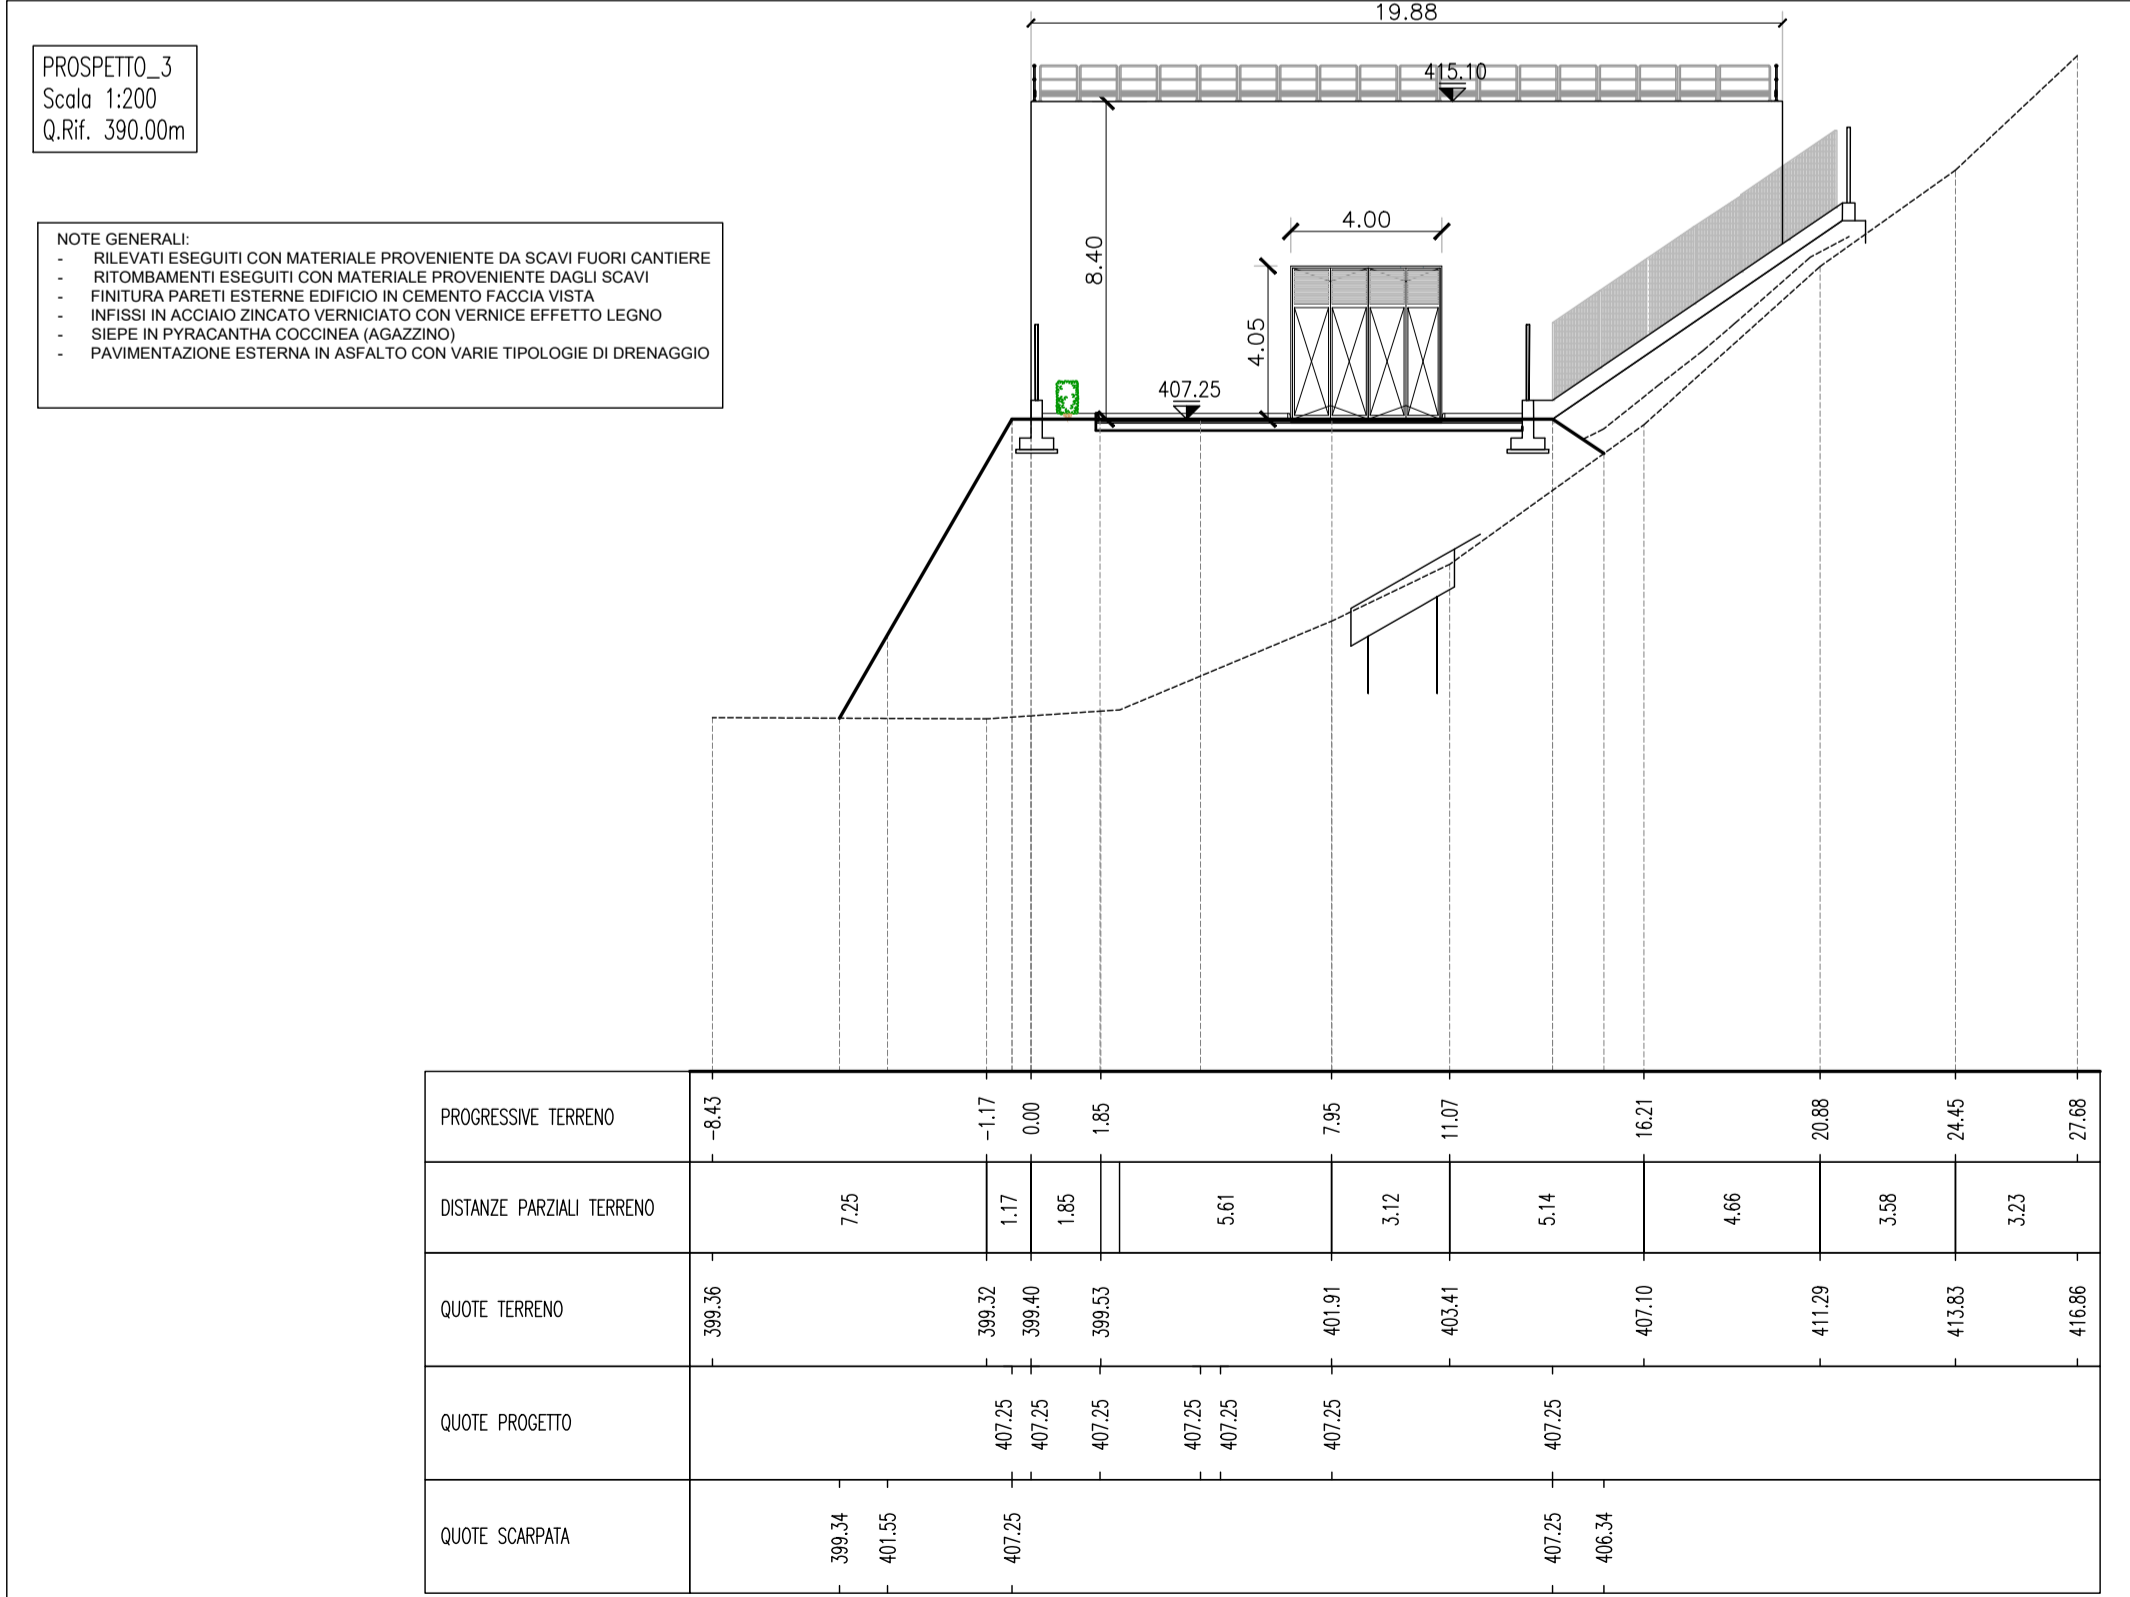 19.88
PROSPETTO_3
Scala 1:200
Q.Rif. 390.00m
415.10
NOTE GENERALI:
- RILEVATI ESEGUITI CON MATERIALE PROVENIENTE DA SCAVI FUORI CANTIERE
- RITOMBAMENTI ESEGUITI CON MATERIALE PROVENIENTE DAGLI SCAVI
- FINITURA PARETI ESTERNE EDIFICIO IN CEMENTO FACCIA VISTA
- INFISSI IN ACCIAIO ZINCATO VERNICIATO CON VERNICE EFFETTO LEGNO
- SIEPE IN PYRACANTHA COCCINEA (AGAZZINO)
- PAVIMENTAZIONE ESTERNA IN ASFALTO CON VARIE TIPOLOGIE DI DRENAGGIO
4.00
8.40
4.05
407.25
PROGRESSIVE TERRENO -8.43 -1.17 0.00 1.85 7.95 11.07 16.21 20.88 24.45 27.68
DISTANZE PARZIALI TERRENO 7.25 1.17 1.85 5.61 3.12 5.14 4.66 3.58 3.23
QUOTE TERRENO 399.36 399.32 399.40 399.53 401.91 403.41 407.10 411.29 413.83 416.86
QUOTE PROGETTO 407.25 407.25 407.25 407.25 407.25 407.25 407.25
QUOTE SCARPATA 399.34 401.55 407.25 407.25 406.34